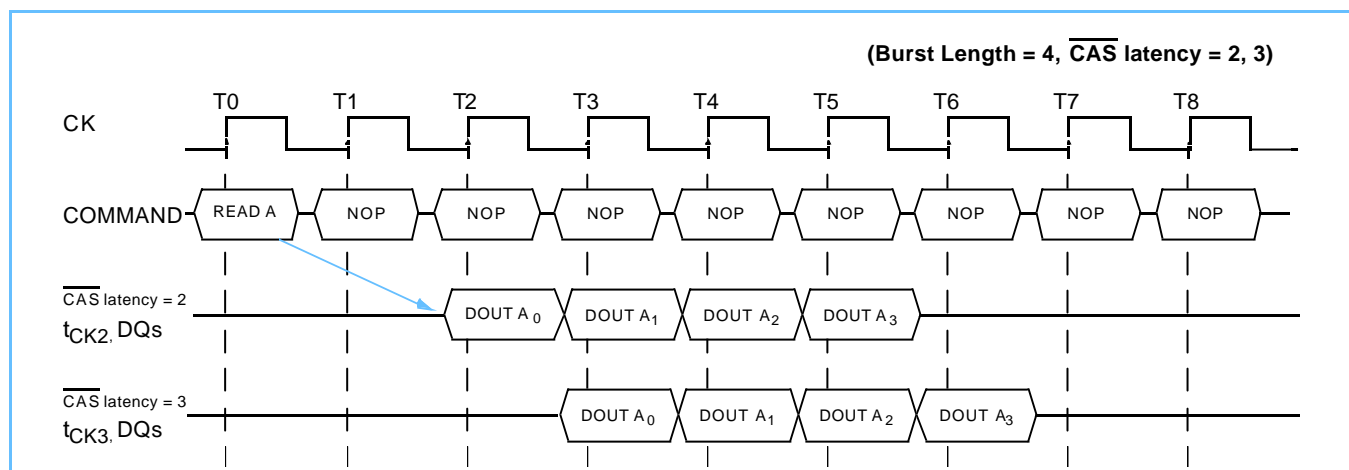 (Burst Length = 4, CAS latency = 2, 3)
T0 T1 T2 T3 T4 T5 T6 T7 T8
CK
COMMAND READ A NOP NOP NOP NOP NOP NOP NOP NOP
CAS latency = 2
tCK2, DQs DOUT A0 DOUT A1 DOUT A2 DOUT A3
CAS latency = 3
tCK3, DQs DOUT A0 DOUT A1 DOUT A2 DOUT A3